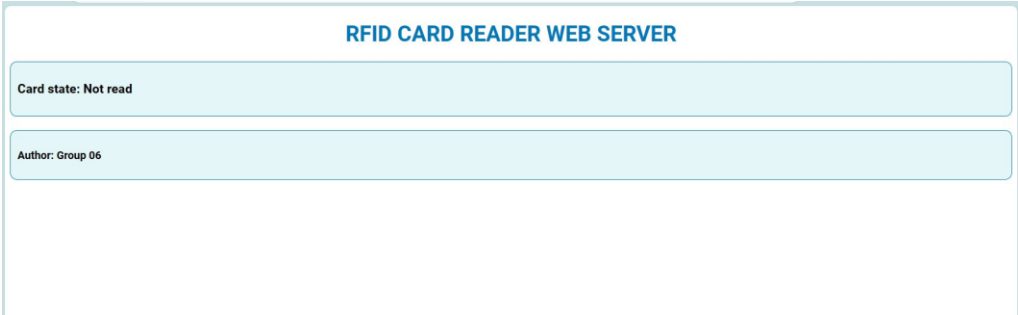 RFID CARD READER WEB SERVER
Card state: Not read
Author: Group 06